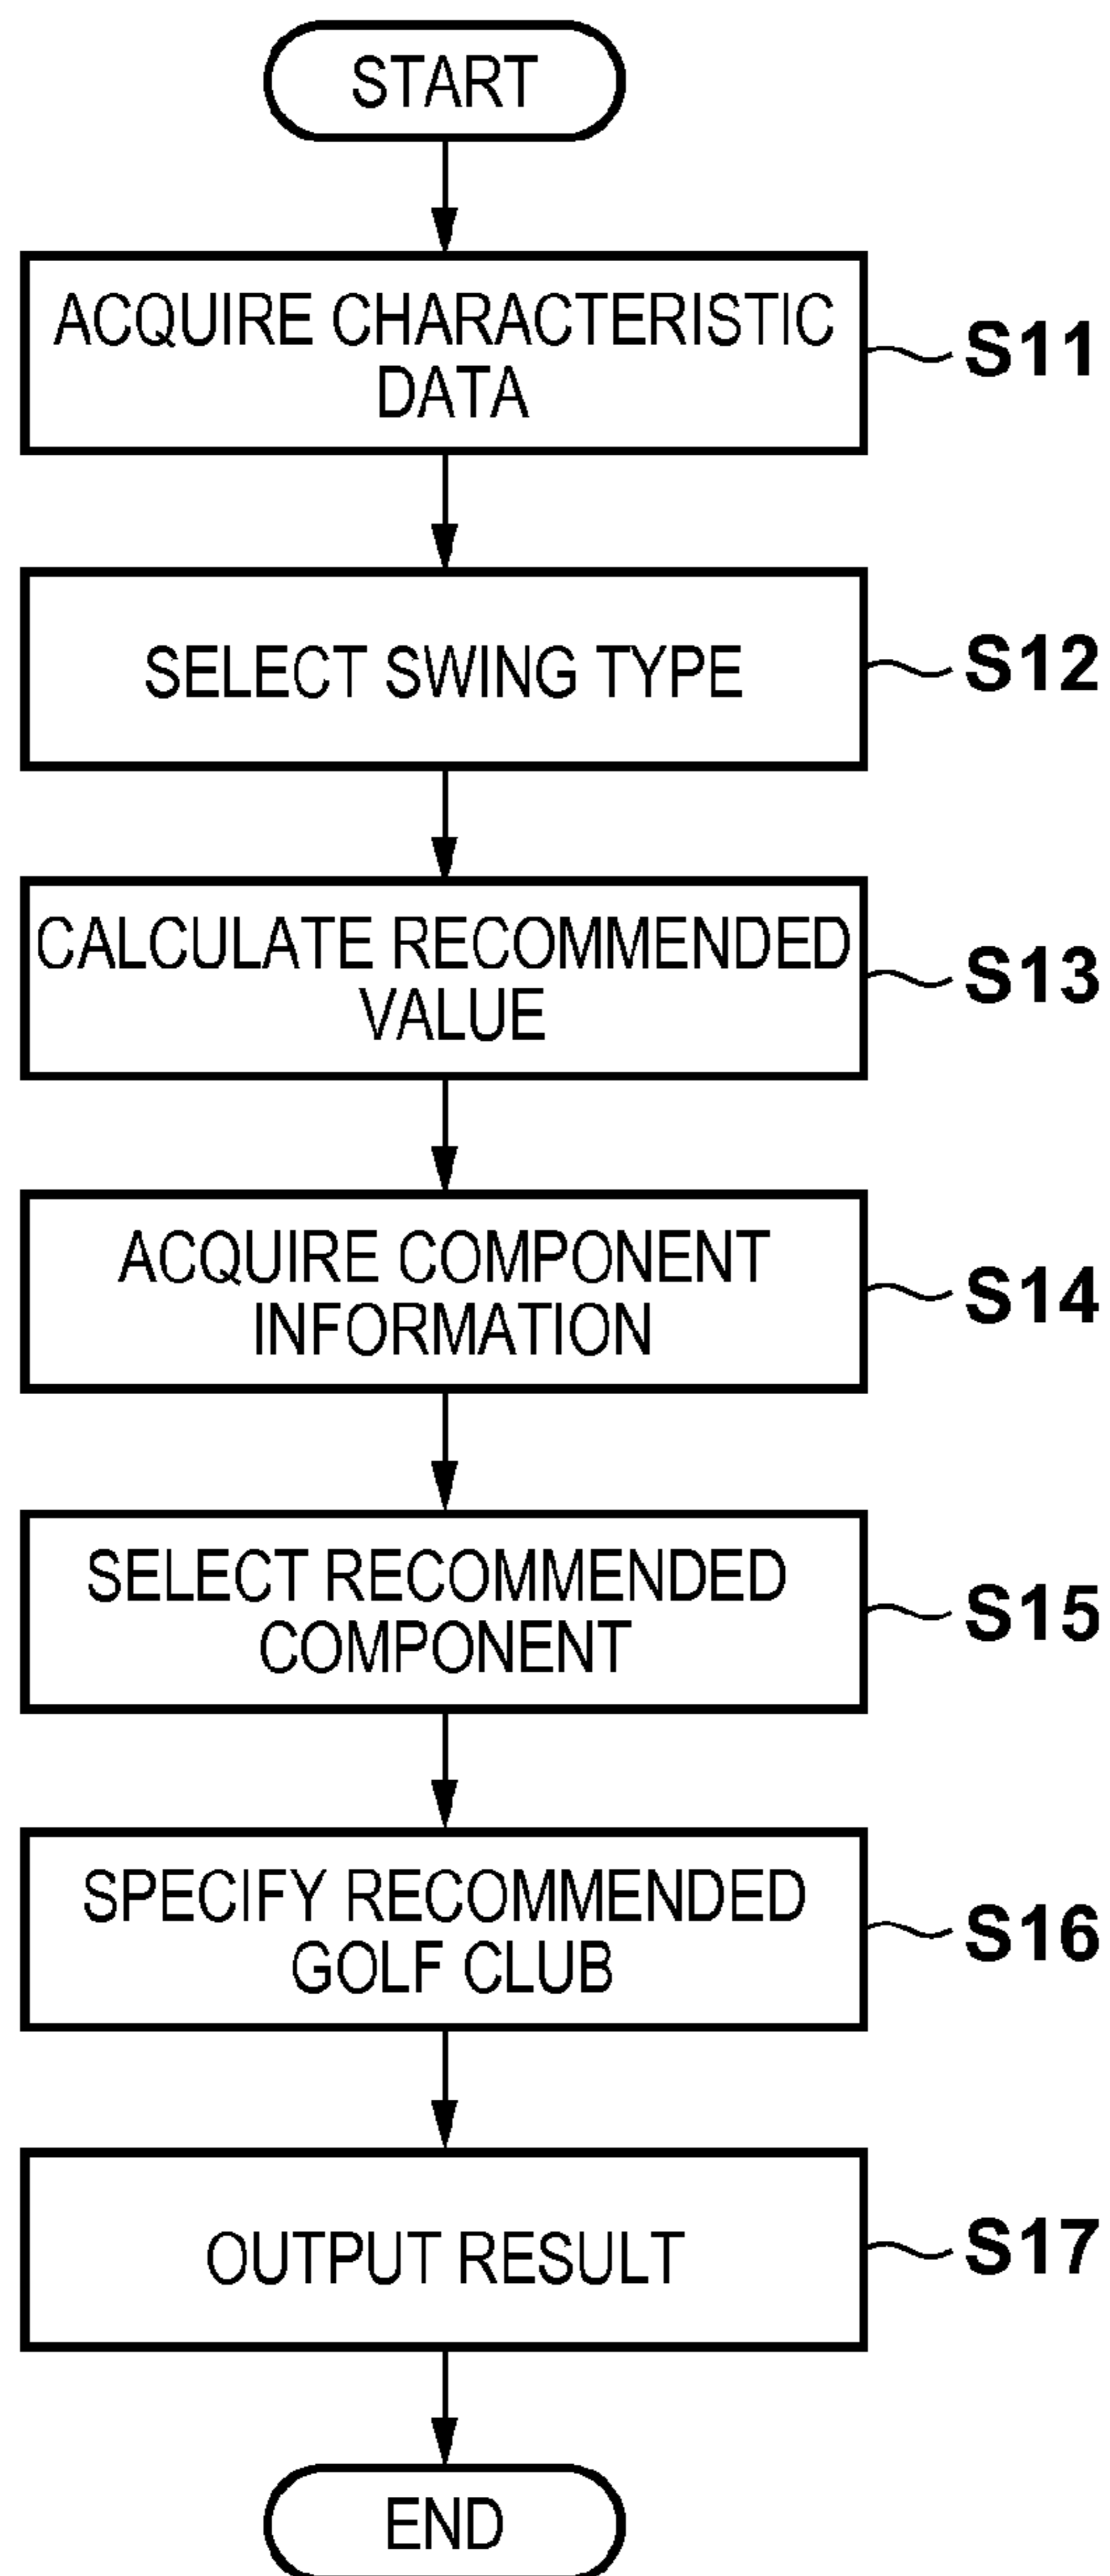 START
ACQUIRE CHARACTERISTIC
DATA
S11
SELECT SWING TYPE
S12
CALCULATE RECOMMENDED
VALUE
S13
ACQUIRE COMPONENT
INFORMATION
S14
SELECT RECOMMENDED
COMPONENT
S15
SPECIFY RECOMMENDED
GOLF CLUB
S16
OUTPUT RESULT
S17
END